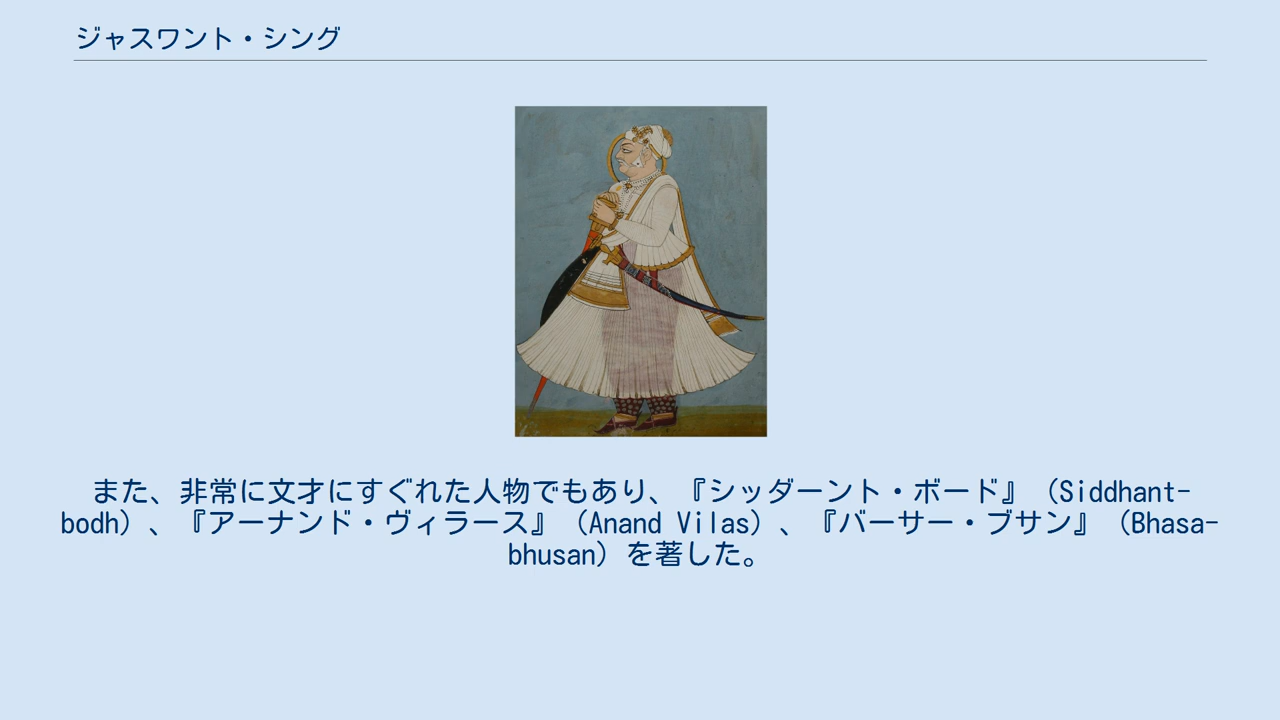 ジャスワント・シング
また、非常に文才にすぐれた人物でもあり、『シッダーント・ボード』（Siddhant-
bodh）、『アーナンド・ヴィラース』（Anand Vilas）、『バーサー・ブサン』（Bhasa-
bhusan）を著した。